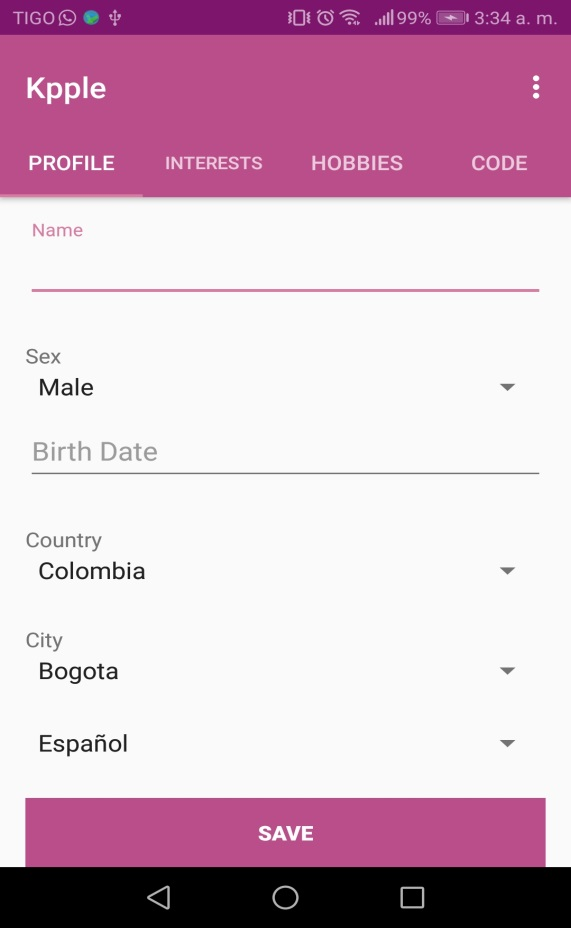 TIGO 99% 3:34 a. m.
Kpple
PROFILE INTERESTS HOBBIES CODE
Name
Sex
Male
Birth Date
Country
Colombia
City
Bogota
Español
SAVE